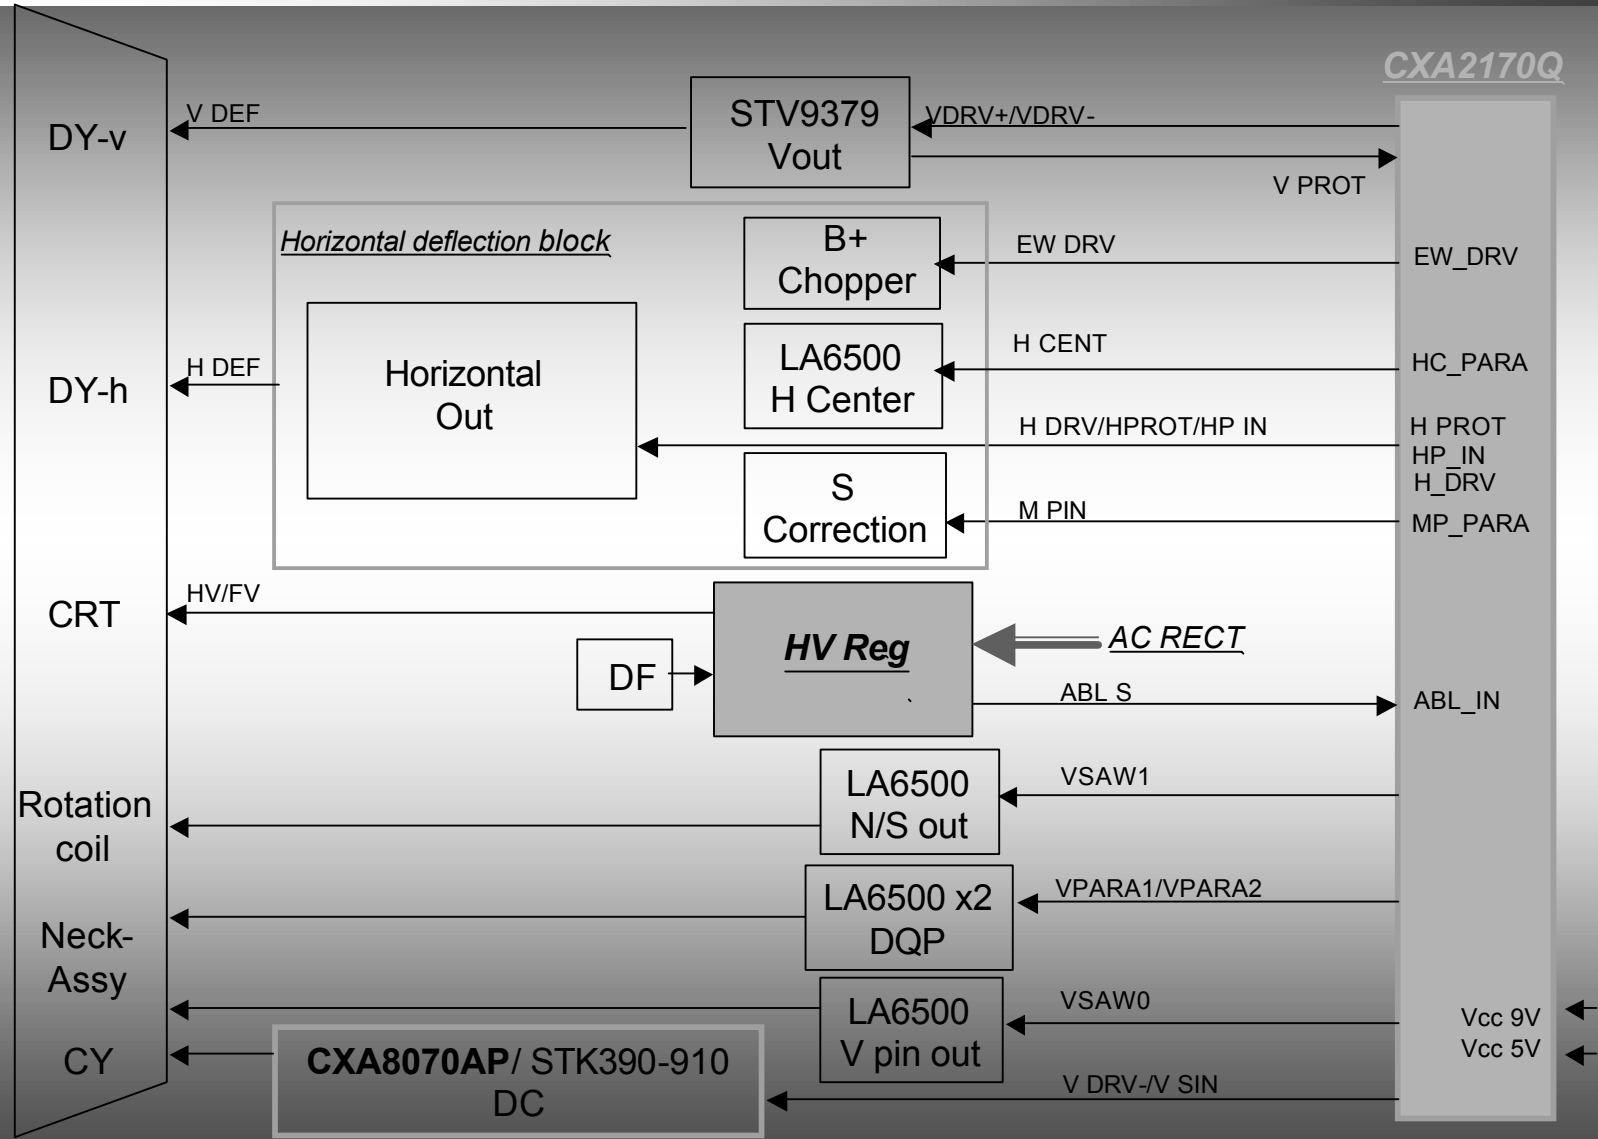 CXA2170Q
V DEF
STV9379
Vout
VDRV+/VDRV-
DY-v
V PROT
Horizontal deflection block
B+
Chopper
EW DRV
EW_DRV
H DEF
Horizontal
Out
LA6500
H Center
H CENT
HC_PARA
DY-h
H DRV/HPROT/HP IN
H PROT
HP_IN
H_DRV
S
Correction
M PIN
MP_PARA
HV/FV
CRT
HV Reg
AC RECT
DF
ABL S
ABL_IN
Rotation
coil
LA6500
N/S out
VSAW1
LA6500 x2
DQP
VPARA1/VPARA2
Neck-
Assy
LA6500
V pin out
VSAW0
Vcc 9V
Vcc 5V
CY
CXA8070AP/ STK390-910
DC
V DRV-/V SIN